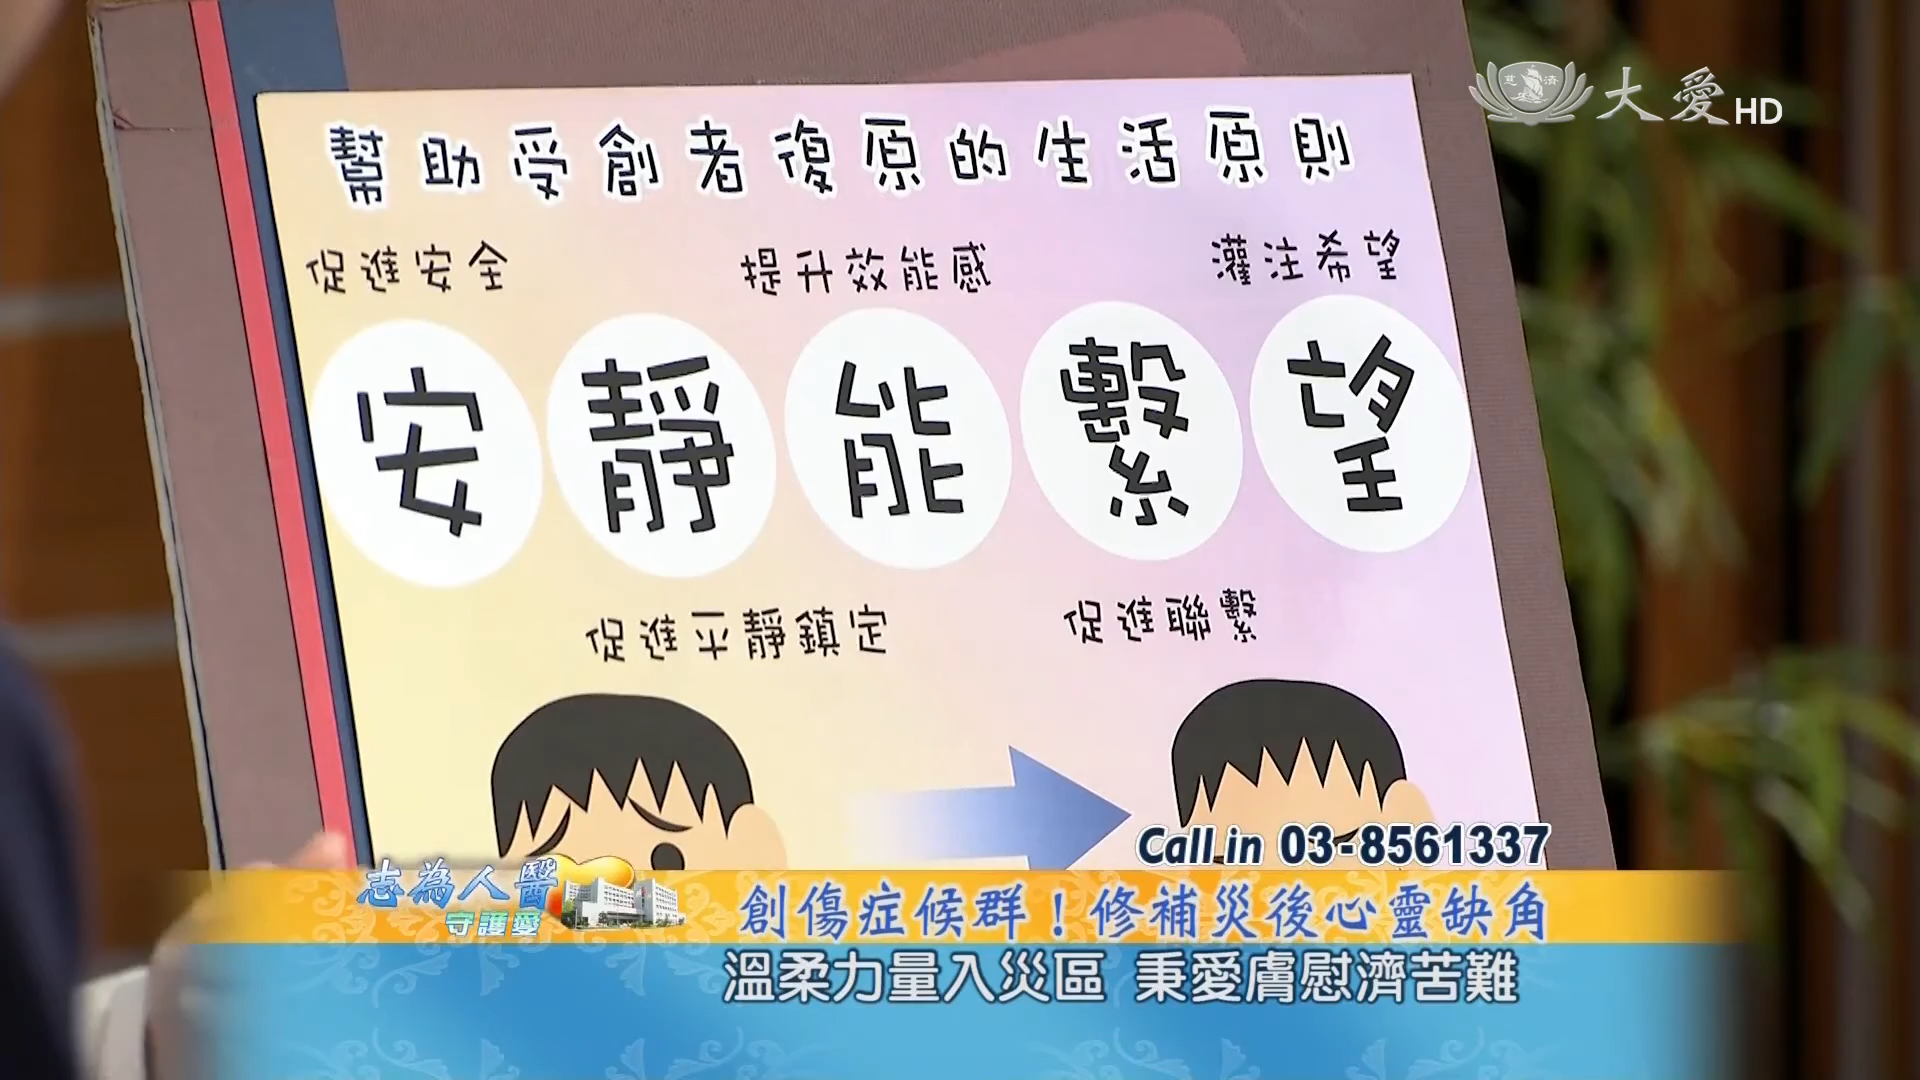 大愛HD
幫助受創者復原的生活原則
促進安全 提升效能感 灌注希望
安靜能繫望
促進平靜鎮定 促進聯繫
Call in 03-8561337
志為人醫
守護愛
創傷症候群！修補災後心靈缺角
溫柔力量入災區 秉愛膚慰濟苦難